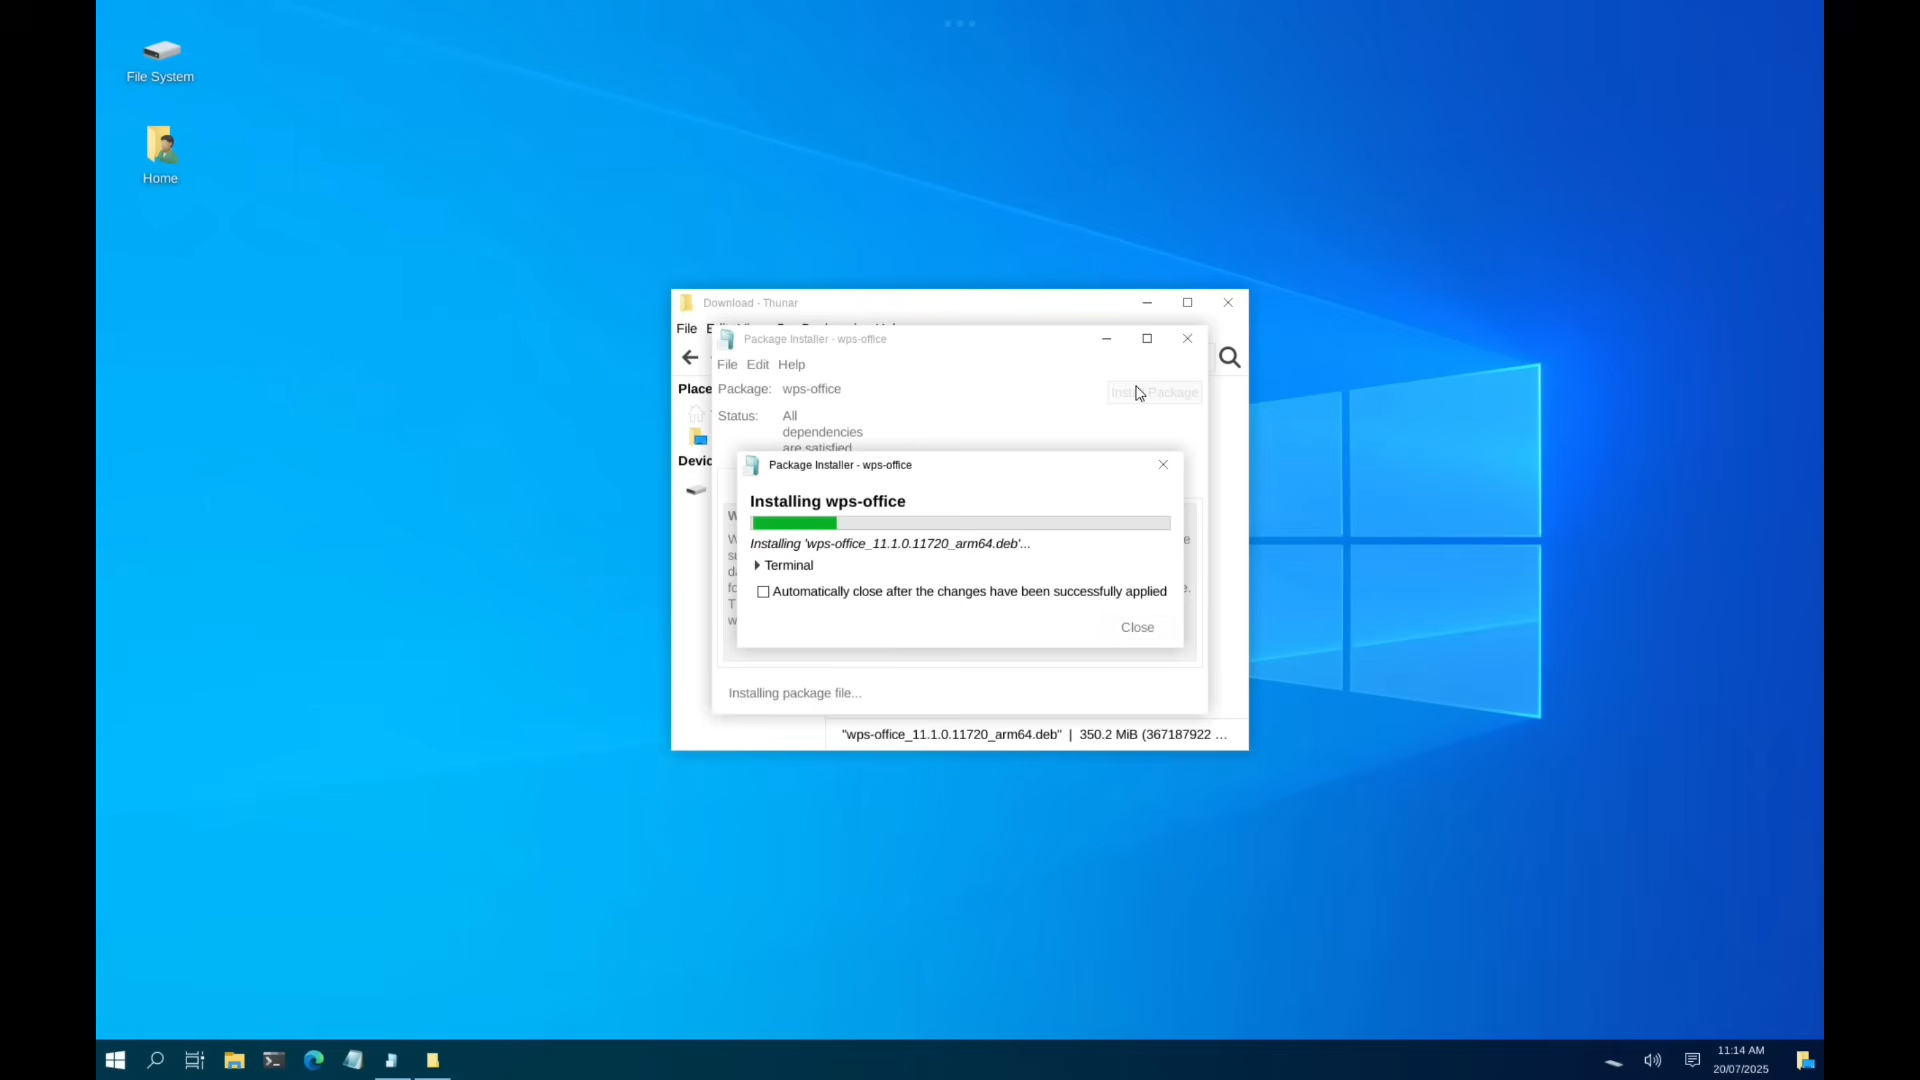 File System
Home
Download - Thunar
File
Package Installer - wps-office
File Edit Help
Places
Package: wps-office
Install Package
Status: All
dependencies
are satisfied
Package Installer - wps-office
Installing wps-office
Installing 'wps-office_11.1.0.11720_arm64.deb'...
Terminal
Automatically close after the changes have been successfully applied
Close
Installing package file...
"wps-office_11.1.0.11720_arm64.deb" | 350.2 MiB (367187922 ...
11:14 AM
20/07/2025